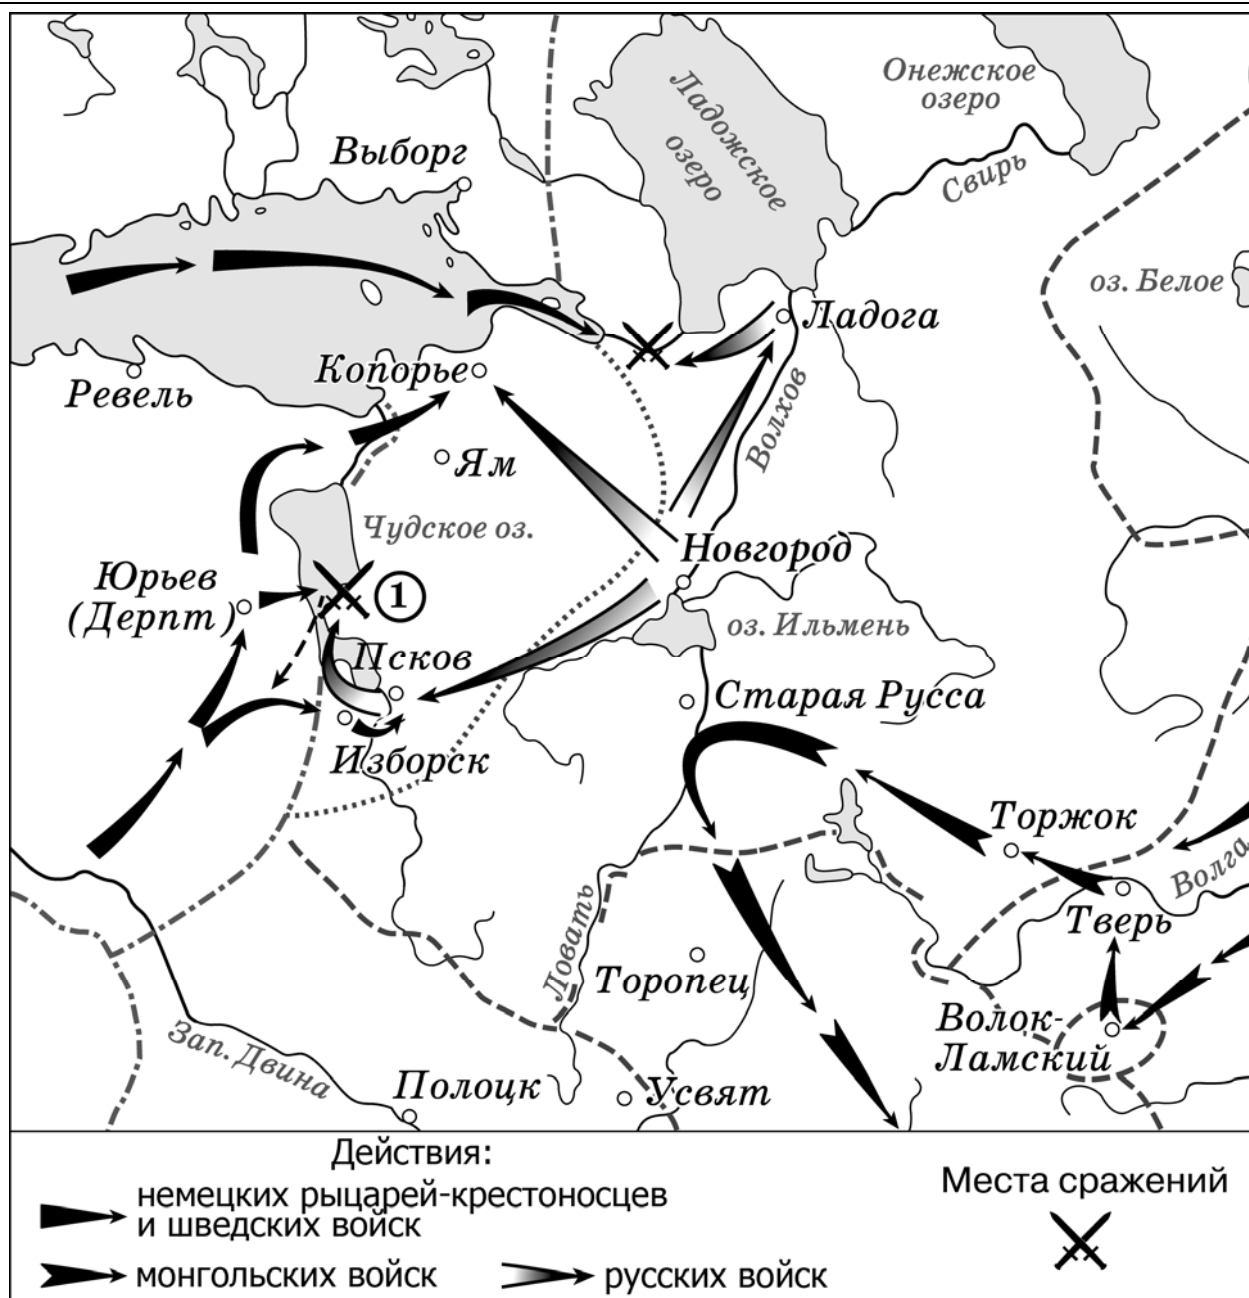 Онежское
озеро
Ладожское
озеро
Выборг
Свирь
оз. Белое
Ладога
Копорье
Ревель
Волхов
Ям
Чудское оз.
Новгород
Юрьев
(Дерпт)
1
оз. Ильмень
Псков
Старая Русса
Изборск
Торжок
Волга
Тверь
Ловать
Торопец
Волок-
Ламский
Зап. Двина
Полоцк
Усвят
Действия:
немецких рыцарей-крестоносцев
и шведских войск
монгольских войск
русских войск
Места сражений